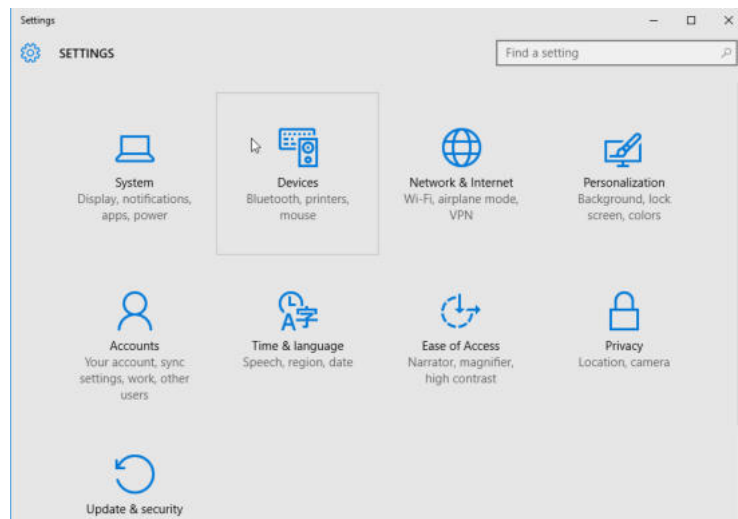 Settings
SETTINGS
Find a setting
System
Display, notifications,
apps, power
Devices
Bluetooth, printers,
mouse
Network & Internet
Wi-Fi, airplane mode,
VPN
Personalization
Background, lock
screen, colors
Accounts
Your account, sync
settings, work, other
users
Time & language
Speech, region, date
Ease of Access
Narrator, magnifier,
high contrast
Privacy
Location, camera
Update & security